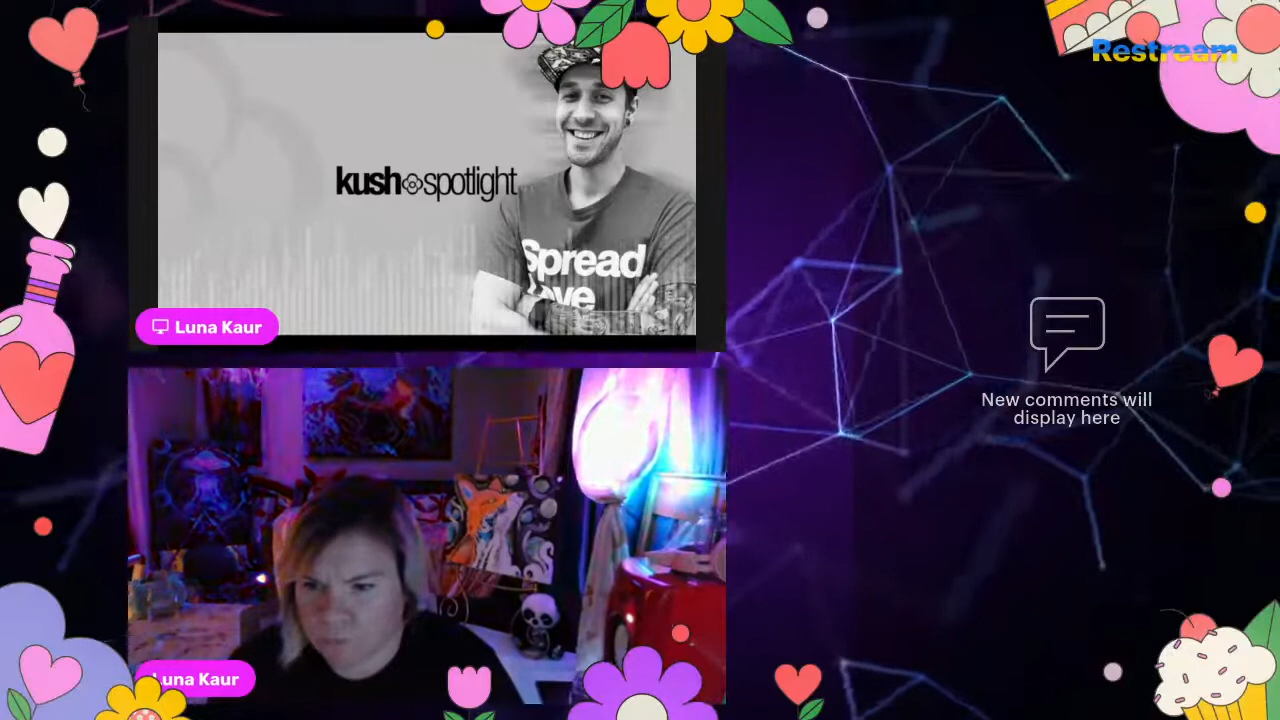 Restream
kush spotlight
Spread
love
Luna Kaur
New comments will
display here
Luna Kaur